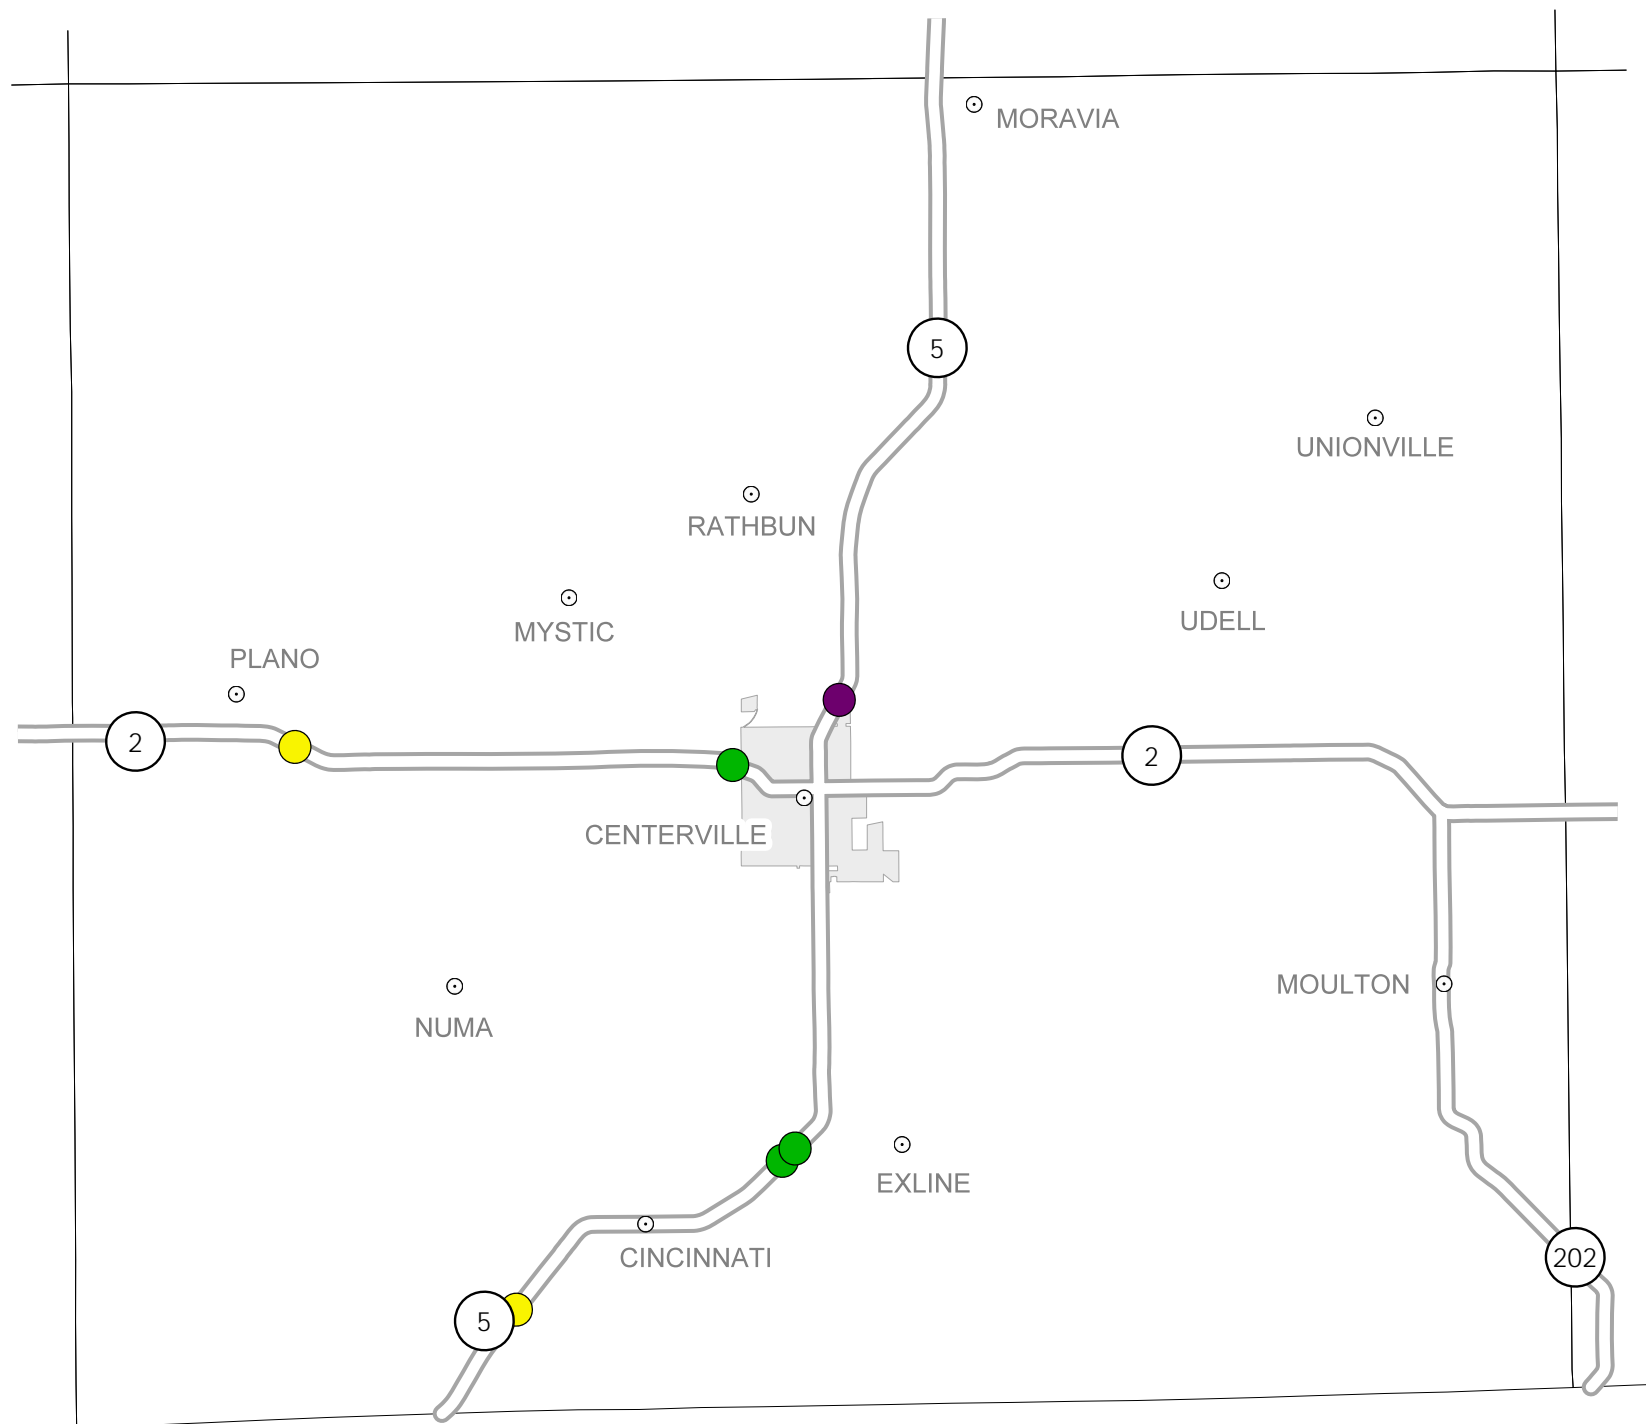 MORAVIA
5
UNIONVILLE
RATHBUN
UDELL
MYSTIC
PLANO
2
2
CENTERVILLE
MOULTON
NUMA
EXLINE
CINCINNATI
202
5